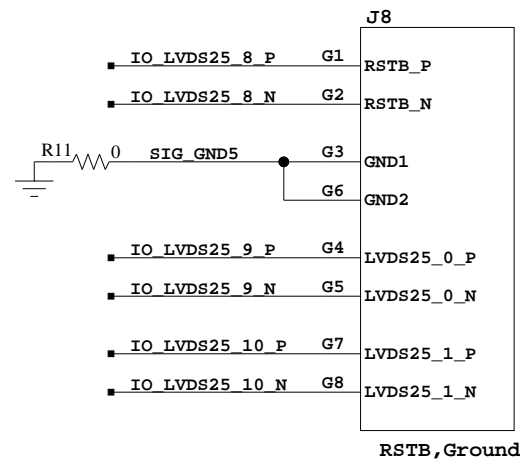 J8
IO_LVDS25_8_P G1 RSTB_P
IO_LVDS25_8_N G2 RSTB_N
R11 0 SIG_GND5 G3 GND1
G6 GND2
IO_LVDS25_9_P G4 LVDS25_0_P
IO_LVDS25_9_N G5 LVDS25_0_N
IO_LVDS25_10_P G7 LVDS25_1_P
IO_LVDS25_10_N G8 LVDS25_1_N
RSTB,Ground